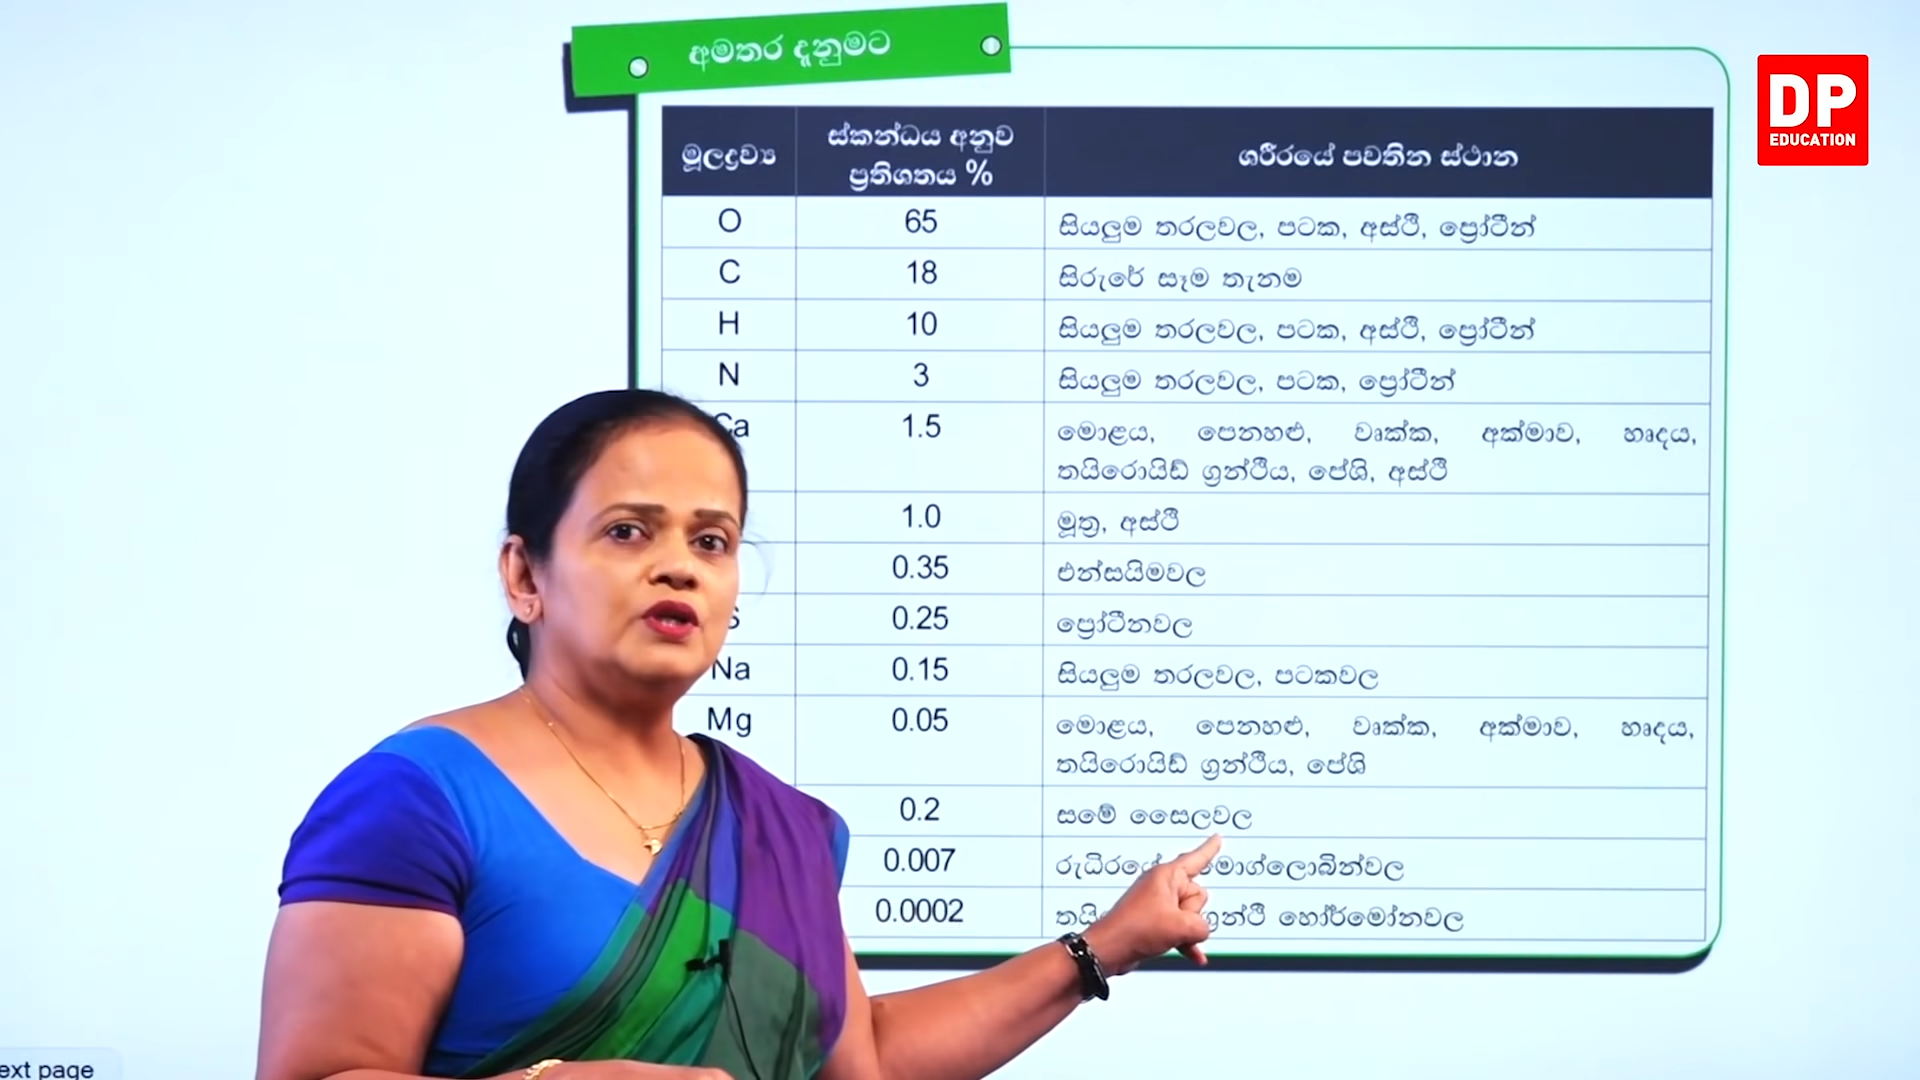 අමතර දැනුමට
DP
EDUCATION
මූලද්‍රව්‍ය
ස්කන්ධය අනුව
ප්‍රතිශතය %
ශරීරයේ පවතින ස්ථාන
O 65 සියලුම තරලවල, පටක, අස්ථි, ප්‍රෝටීන්
C 18 සිරුරේ සෑම තැනම
H 10 සියලුම තරලවල, පටක, අස්ථි, ප්‍රෝටීන්
N 3 සියලුම තරලවල, පටක, ප්‍රෝටීන්
Ca 1.5 මොළය, පෙනහළු, වෘක්ක, අක්මාව, හෘදය,
තයිරොයිඩ් ග්‍රන්ථිය, පේශි, අස්ථි
1.0 මූත්‍ර, අස්ථි
0.35 එන්සයිමවල
S 0.25 ප්‍රෝටීනවල
Na 0.15 සියලුම තරලවල, පටකවල
Mg 0.05 මොළය, පෙනහළු, වෘක්ක, අක්මාව, හෘදය,
තයිරොයිඩ් ග්‍රන්ථිය, පේශි
0.2 සමේ සෛලවල
0.007
0.0002 හෝර්මෝනවල
page